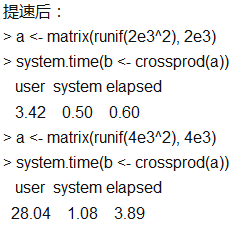 提速后：
> a <- matrix(runif(2e3^2), 2e3)
> system.time(b <- crossprod(a))
user system elapsed
3.42 0.50 0.60
> a <- matrix(runif(4e3^2), 4e3)
> system.time(b <- crossprod(a))
user system elapsed
28.04 1.08 3.89